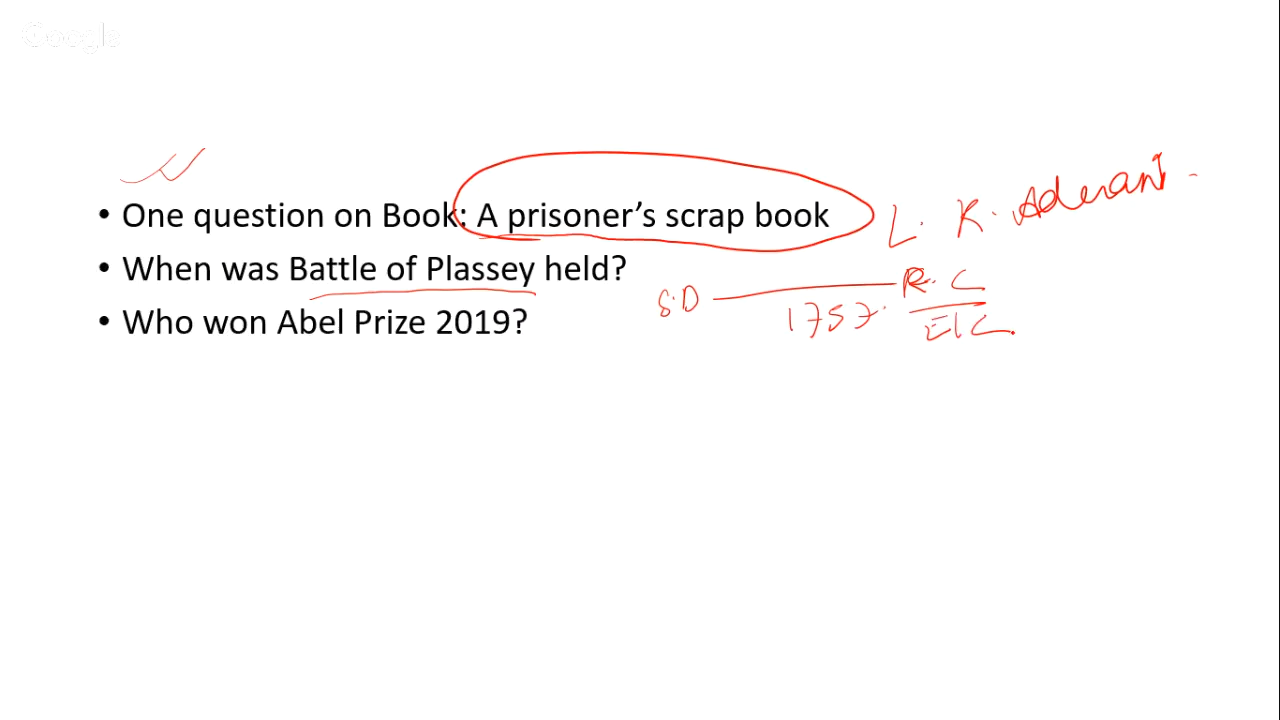 Google
• One question on Book: A prisoner's scrap book L. K. Advani.
• When was Battle of Plassey held?
S.D R.C
1757. EIC.
• Who won Abel Prize 2019?